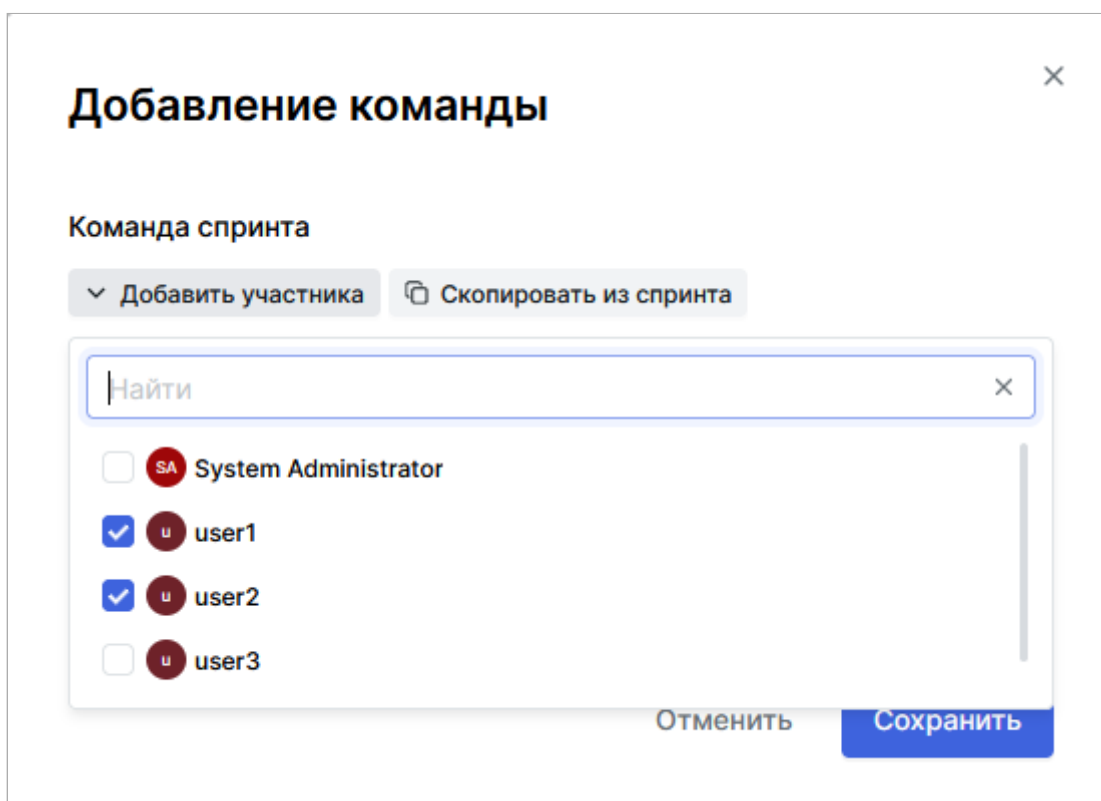 Добавление команды
Команда спринта
Добавить участника Скопировать из спринта
Найти
SA System Administrator
u user1
u user2
u user3
Отменить Сохранить